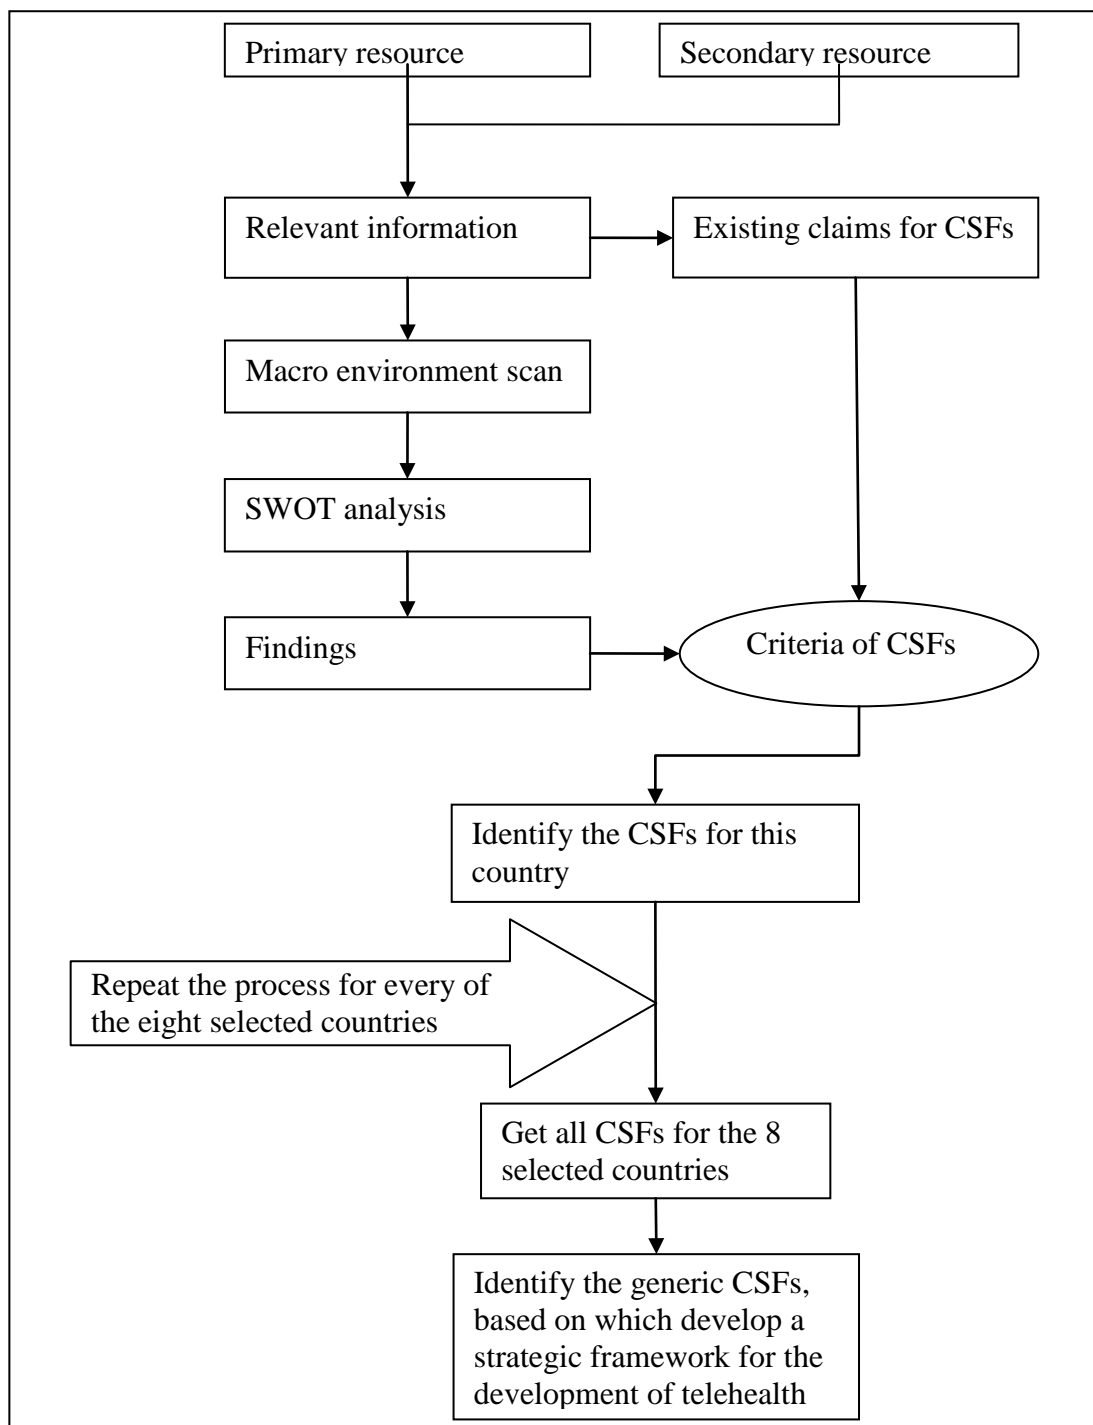 Primary resource
Secondary resource
Relevant information
Existing claims for CSFs
Macro environment scan
SWOT analysis
Findings
Criteria of CSFs
Identify the CSFs for this
country
Repeat the process for every of
the eight selected countries
Get all CSFs for the 8
selected countries
Identify the generic CSFs,
based on which develop a
strategic framework for the
development of telehealth